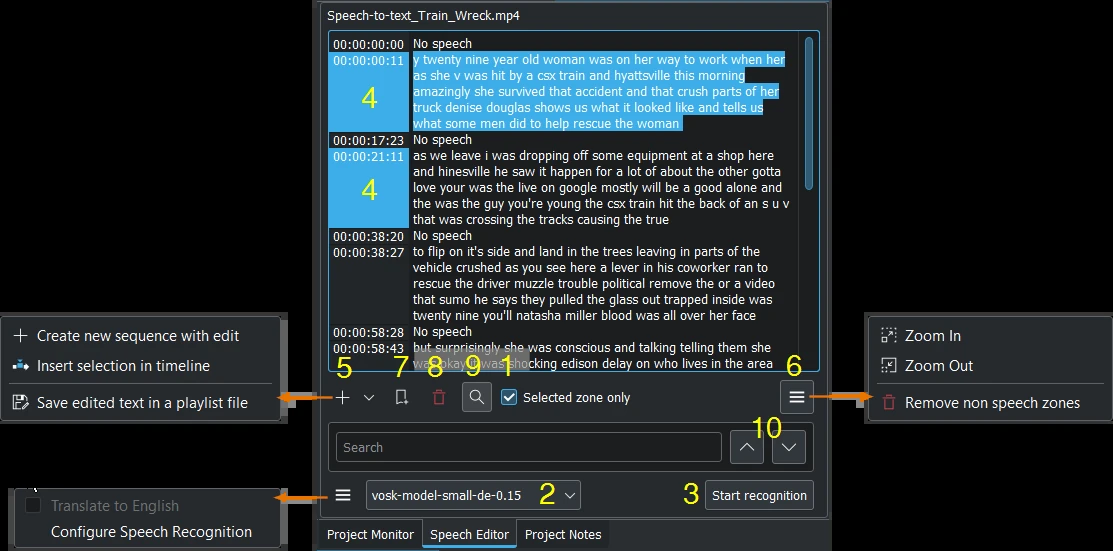 Speech-to-text_Train_Wreck.mp4
00:00:00:00 No speech
00:00:00:11 y twenty nine year old woman was on her way to work when her
as she v was hit by a csx train and hyattsville this morning
4 amazingly she survived that accident and that crush parts of her
truck denise douglas shows us what it looked like and tells us
what some men did to help rescue the woman
00:00:17:23 No speech
00:00:21:11 as we leave i was dropping off some equipment at a shop here
and hinesville he saw it happen for a lot of about the other gotta
4 love your was the live on google mostly will be a good alone and
the was the guy you're young the csx train hit the back of an s u v
that was crossing the tracks causing the true
00:00:38:20 No speech
00:00:38:27 to flip on it's side and land in the trees leaving in parts of the
vehicle crushed as you see here a lever in his coworker ran to
rescue the driver muzzle trouble political remove the or a video
that sumo he says they pulled the glass out trapped inside was
twenty nine you'll natasha miller blood was all over her face
00:00:58:28 No speech
00:00:58:43 but surprisingly she was conscious and talking telling them she
was okay it was shocking edison delay on who lives in the area
5 7 8 9 1 6
Selected zone only
Create new sequence with edit
Insert selection in timeline
Save edited text in a playlist file
Zoom In
Zoom Out
Remove non speech zones
10
Search
vosk-model-small-de-0.15 2
3 Start recognition
Translate to English
Configure Speech Recognition
Project Monitor Speech Editor Project Notes